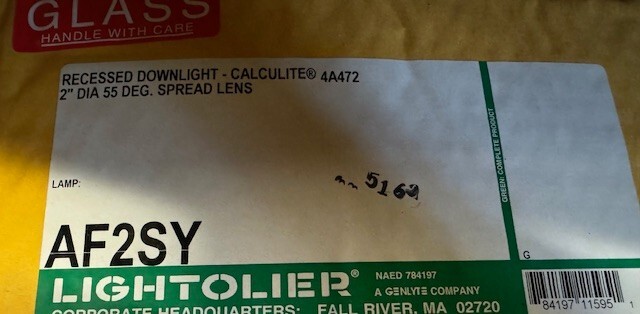 GLASS
HANDLE WITH CARE
RECESSED DOWNLIGHT - CALCULITE® 4A472
2" DIA 55 DEG. SPREAD LENS
GREEN: COMPLETE PRODUCT
LAMP:
5169
AF2SY
G
LIGHTOLIER®
NAED 784197
A GENLYTE COMPANY
CORPORATE HEADQUARTERS: FALL RIVER, MA 02720
84197 11595 1